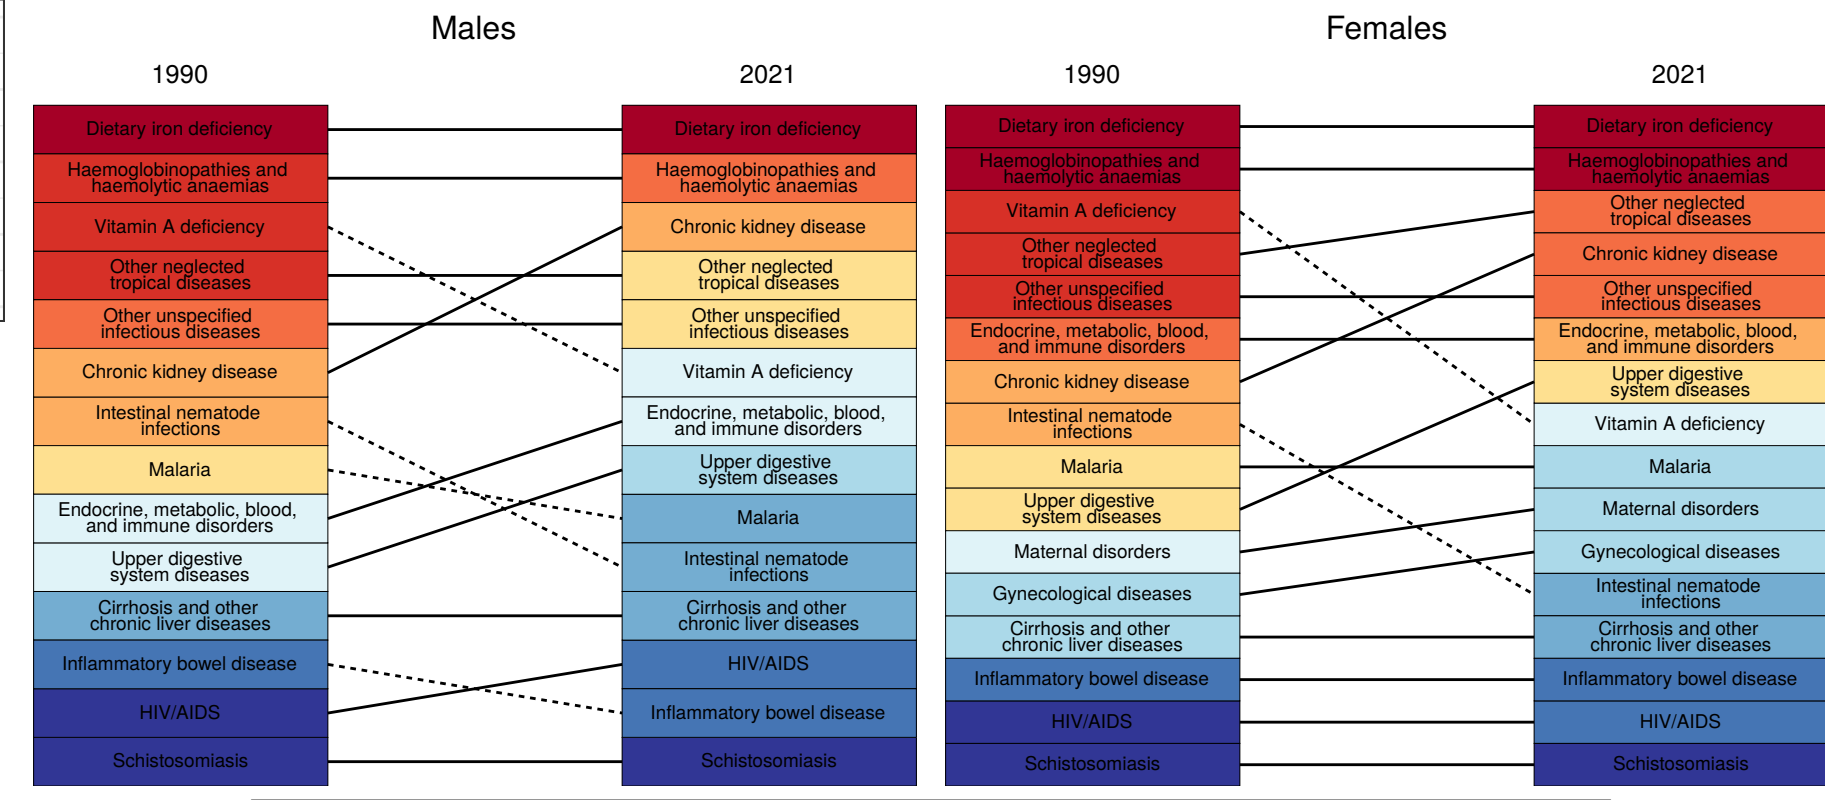 Males
1990
2021
Dietary iron deficiency
Haemoglobinopathies and
haemolytic anaemias
Vitamin A deficiency
Other neglected
tropical diseases
Other unspecified
infectious diseases
Chronic kidney disease
Intestinal nematode
infections
Malaria
Endocrine, metabolic, blood,
and immune disorders
Upper digestive
system diseases
Cirrhosis and other
chronic liver diseases
Inflammatory bowel disease
HIV/AIDS
Schistosomiasis
Dietary iron deficiency
Haemoglobinopathies and
haemolytic anaemias
Chronic kidney disease
Other neglected
tropical diseases
Other unspecified
infectious diseases
Vitamin A deficiency
Endocrine, metabolic, blood,
and immune disorders
Upper digestive
system diseases
Malaria
Intestinal nematode
infections
Cirrhosis and other
chronic liver diseases
HIV/AIDS
Inflammatory bowel disease
Schistosomiasis
Females
1990
2021
Dietary iron deficiency
Haemoglobinopathies and
haemolytic anaemias
Vitamin A deficiency
Other neglected
tropical diseases
Other unspecified
infectious diseases
Endocrine, metabolic, blood,
and immune disorders
Chronic kidney disease
Intestinal nematode
infections
Malaria
Upper digestive
system diseases
Maternal disorders
Gynecological diseases
Cirrhosis and other
chronic liver diseases
Inflammatory bowel disease
HIV/AIDS
Schistosomiasis
Dietary iron deficiency
Haemoglobinopathies and
haemolytic anaemias
Other neglected
tropical diseases
Chronic kidney disease
Other unspecified
infectious diseases
Endocrine, metabolic, blood,
and immune disorders
Upper digestive
system diseases
Vitamin A deficiency
Malaria
Maternal disorders
Gynecological diseases
Intestinal nematode
infections
Cirrhosis and other
chronic liver diseases
Inflammatory bowel disease
HIV/AIDS
Schistosomiasis